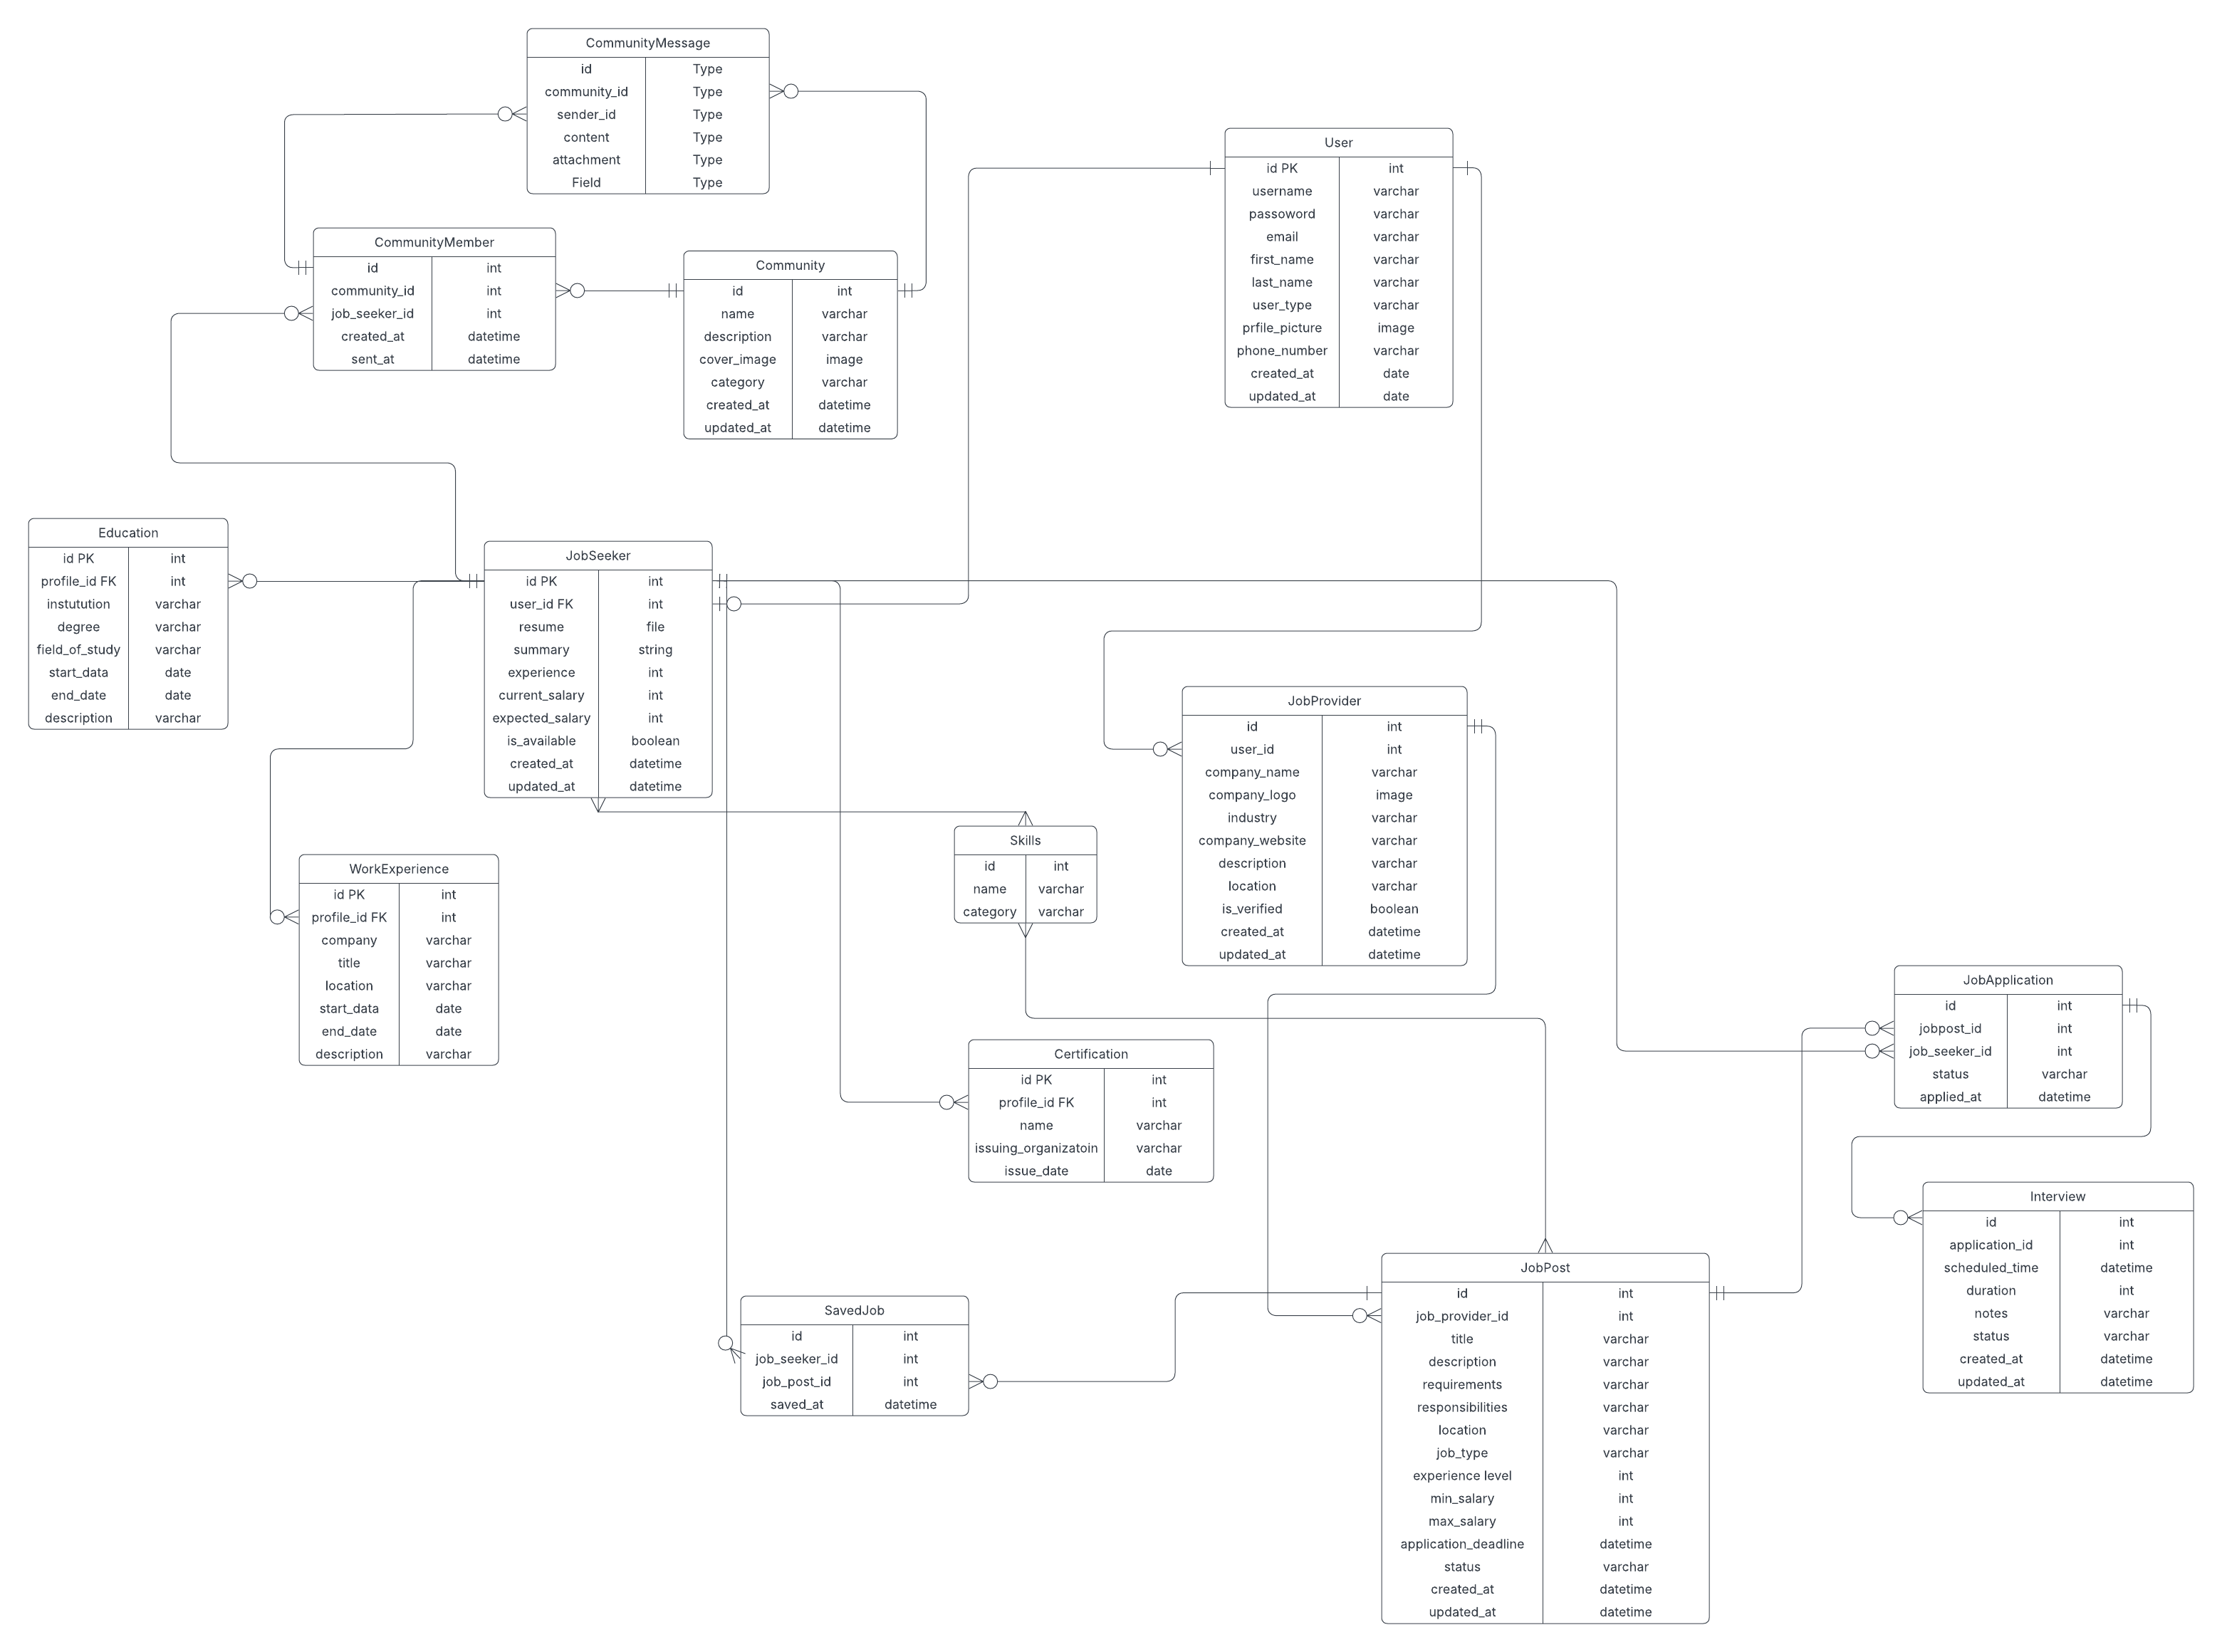 CommunityMessage
id Type
community_id Type
sender_id Type
content Type
attachment Type
Field Type
User
id PK int
username varchar
passoword varchar
email varchar
first_name varchar
last_name varchar
user_type varchar
prfile_picture image
phone_number varchar
created_at date
updated_at date
CommunityMember
id int
community_id int
job_seeker_id int
created_at datetime
sent_at datetime
Community
id int
name varchar
description varchar
cover_image image
category varchar
created_at datetime
updated_at datetime
Education
id PK int
profile_id FK int
instutution varchar
degree varchar
field_of_study varchar
start_data date
end_date date
description varchar
JobSeeker
id PK int
user_id FK int
resume file
summary string
experience int
current_salary int
expected_salary int
is_available boolean
created_at datetime
updated_at datetime
JobProvider
id int
user_id int
company_name varchar
company_logo image
industry varchar
company_website varchar
description varchar
location varchar
is_verified boolean
created_at datetime
updated_at datetime
Skills
id int
name varchar
category varchar
WorkExperience
id PK int
profile_id FK int
company varchar
title varchar
location varchar
start_data date
end_date date
description varchar
JobApplication
id int
jobpost_id int
job_seeker_id int
status varchar
applied_at datetime
Certification
id PK int
profile_id FK int
name varchar
issuing_organizatoin varchar
issue_date date
Interview
id int
application_id int
scheduled_time datetime
duration int
notes varchar
status varchar
created_at datetime
updated_at datetime
JobPost
id int
job_provider_id int
title varchar
description varchar
requirements varchar
responsibilities varchar
location varchar
job_type varchar
experience level int
min_salary int
max_salary int
application_deadline datetime
status varchar
created_at datetime
updated_at datetime
SavedJob
id int
job_seeker_id int
job_post_id int
saved_at datetime